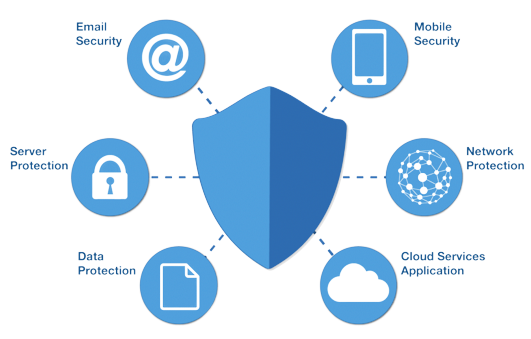 Email
Security
Mobile
Security
Server
Protection
Network
Protection
Data
Protection
Cloud Services
Application